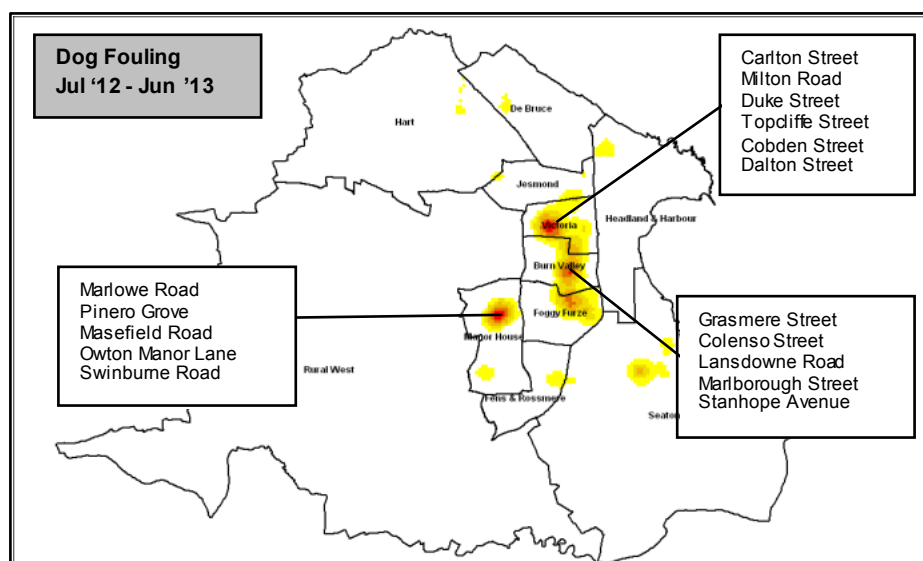 Dog Fouling
Jul '12 - Jun '13
Carlton Street
Milton Road
Duke Street
Topcliffe Street
Cobden Street
Dalton Street
Hart
De Bruce
Jesmond
Victoria
Headland & Harbour
Burn Valley
Foggy Furze
Manor House
Rural West
Fens & Rossmere
Seaton
Marlowe Road
Pinero Grove
Masefield Road
Owton Manor Lane
Swinburne Road
Grasmere Street
Colenso Street
Lansdowne Road
Marlborough Street
Stanhope Avenue